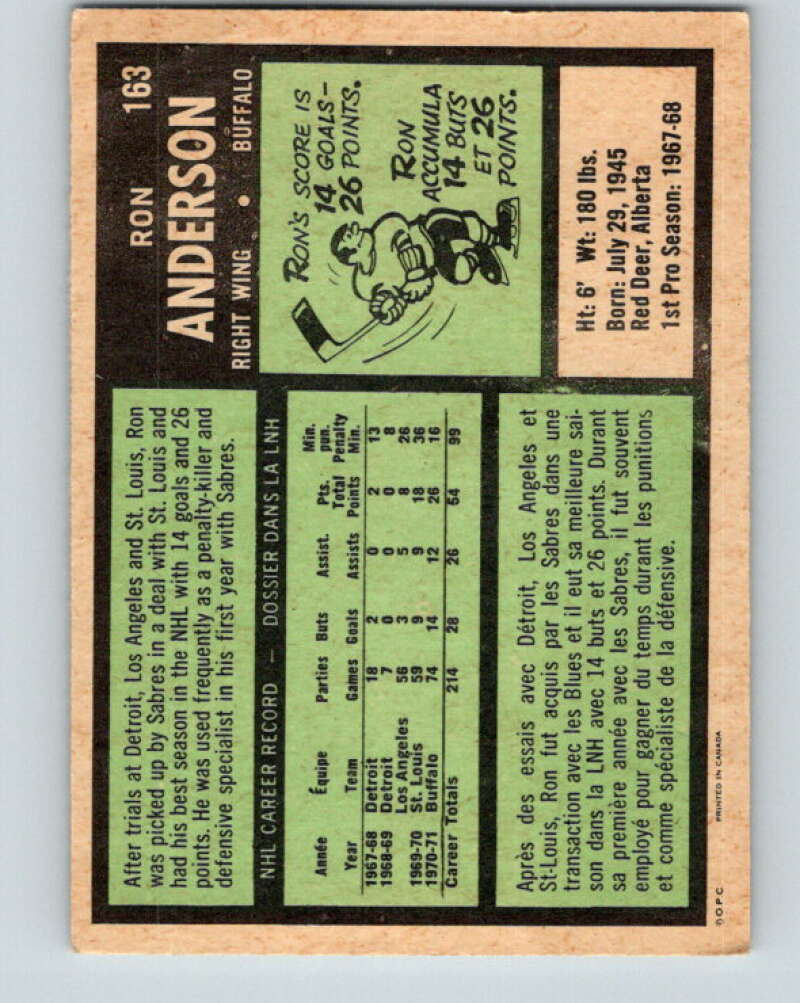 RON 163
ANDERSON
RIGHT WING • BUFFALO
After trials at Detroit, Los Angeles and St. Louis, Ron
was picked up by Sabres in a deal with St. Louis and
had his best season in the NHL with 14 goals and 26
points. He was used frequently as a penalty-killer and
defensive specialist in his first year with Sabres.
RON'S SCORE IS
14 GOALS-
26 POINTS.
RON
ACCUMULA
14 BUTS
ET 26
POINTS.
NHL CAREER RECORD — DOSSIER DANS LA LNH
Année Équipe Parties Buts Assist. Pts. Min. pun.
Year Team Games Goals Assists Total Points Penalty Min.
1967-68 Detroit 18 2 0 2 13
1968-69 Detroit 7 0 0 0 8
Los Angeles 56 3 5 8 26
1969-70 St. Louis 59 9 9 18 36
1970-71 Buffalo 74 14 12 26 16
Career Totals 214 28 26 54 99
Ht: 6' Wt: 180 lbs.
Born: July 29, 1945
Red Deer, Alberta
1st Pro Season: 1967-68
Après des essais avec Détroit, Los Angeles et
St-Louis, Ron fut acquis par les Sabres dans une
transaction avec les Blues et il eut sa meilleure sai-
son dans la LNH avec 14 buts et 26 points. Durant
sa première année avec les Sabres, il fut souvent
employé pour gagner du temps durant les punitions
et comme spécialiste de la défensive.
© O.P.C. PRINTED IN CANADA